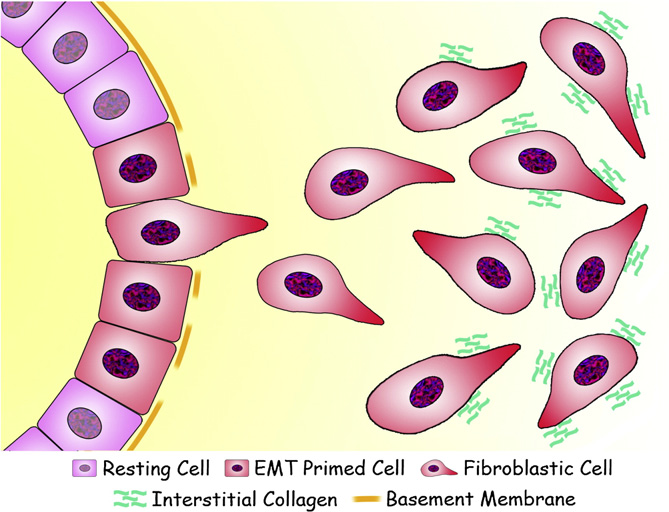 Resting Cell EMT Primed Cell Fibroblastic Cell
Interstitial Collagen Basement Membrane